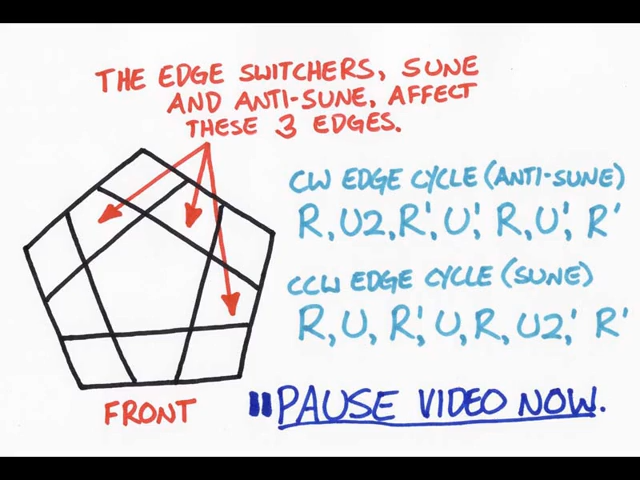 THE EDGE SWITCHERS, SUNE
AND ANTI-SUNE, AFFECT
THESE 3 EDGES.
CW EDGE CYCLE (ANTI-SUNE)
R, U2, R', U', R, U', R'
CCW EDGE CYCLE (SUNE)
R, U, R', U, R, U2', R'
FRONT
PAUSE VIDEO NOW.